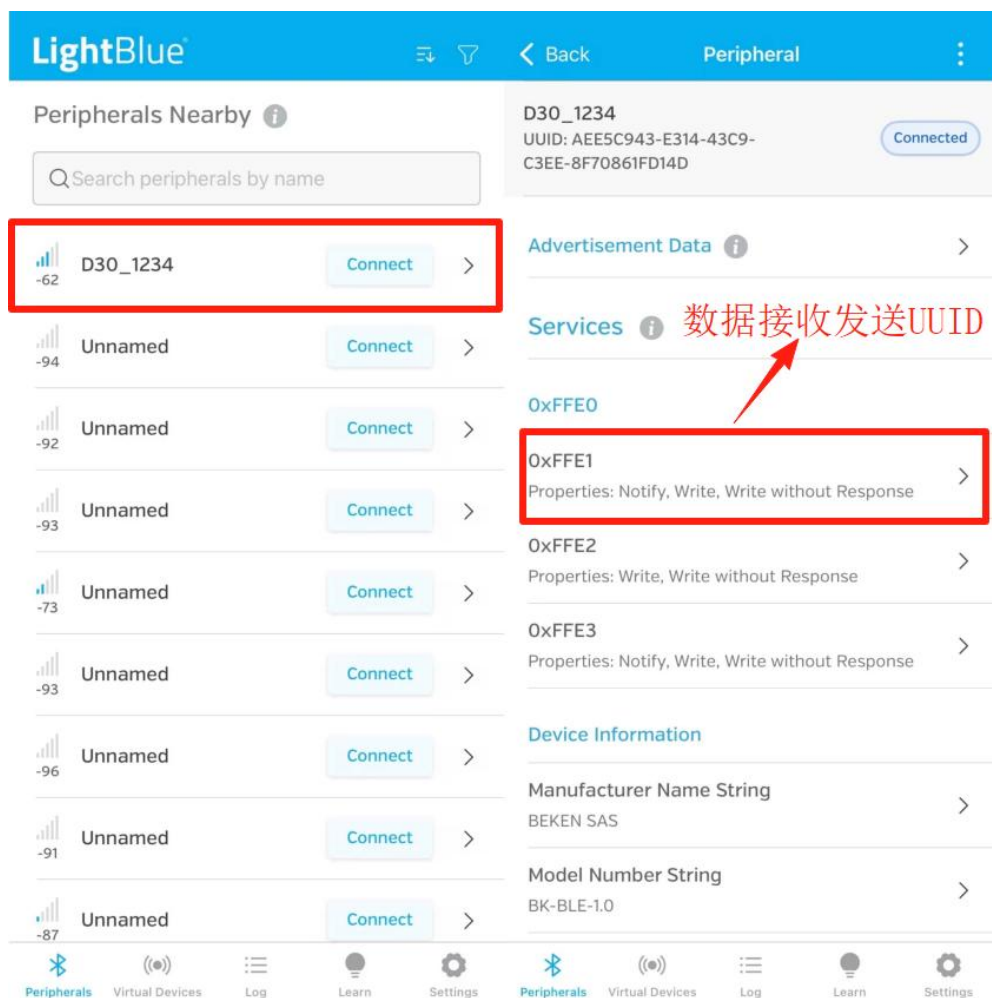 LightBlue
Peripherals Nearby
Search peripherals by name
-62
D30_1234
Connect
-94
Unnamed
Connect
-92
Unnamed
Connect
-93
Unnamed
Connect
-73
Unnamed
Connect
-93
Unnamed
Connect
-96
Unnamed
Connect
-91
Unnamed
Connect
-87
Unnamed
Connect
Peripherals
Virtual Devices
Log
Learn
Settings
Back
Peripheral
D30_1234
UUID: AEE5C943-E314-43C9-
C3EE-8F70861FD14D
Connected
Advertisement Data
Services
数据接收发送UUID
0xFFE0
0xFFE1
Properties: Notify, Write, Write without Response
0xFFE2
Properties: Write, Write without Response
0xFFE3
Properties: Notify, Write, Write without Response
Device Information
Manufacturer Name String
BEKEN SAS
Model Number String
BK-BLE-1.0
Peripherals
Virtual Devices
Log
Learn
Settings